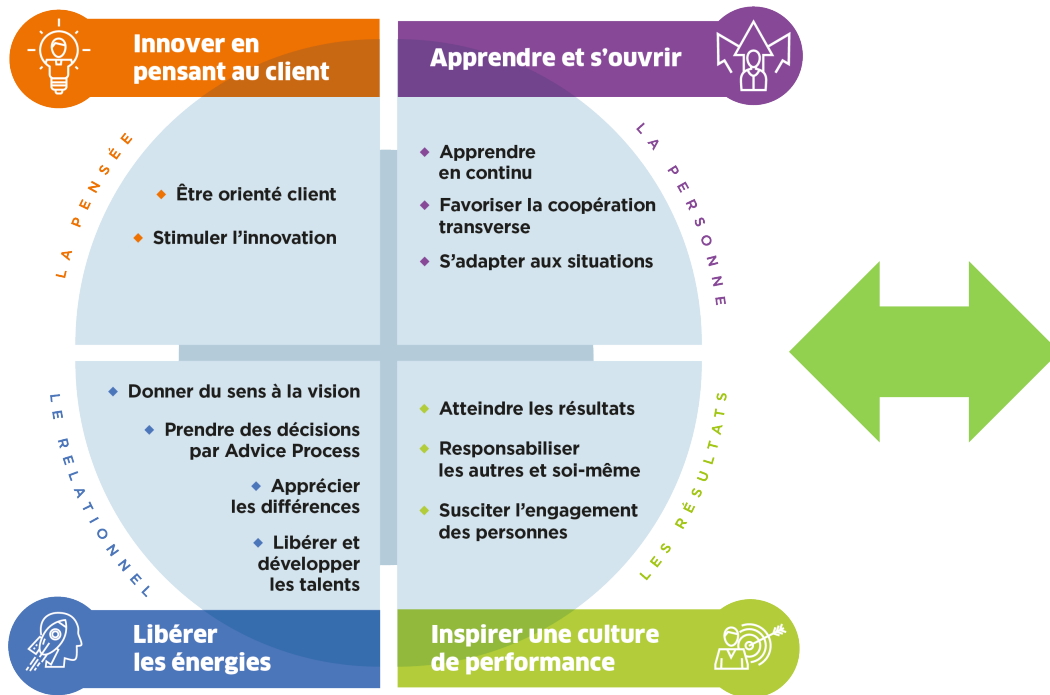 Innover en
pensant au client
LA PENSÉE
Être orienté client
Stimuler l'innovation
Apprendre et s'ouvrir
LA PERSONNE
Apprendre
en continu
Favoriser la coopération
transverse
S'adapter aux situations
LE RELATIONNEL
Donner du sens à la vision
Prendre des décisions
par Advice Process
Apprécier
les différences
Libérer et
développer
les talents
Libérer
les énergies
Atteindre les résultats
Responsabiliser
les autres et soi-même
Susciter l'engagement
des personnes
LES RÉSULTATS
Inspirer une culture
de performance